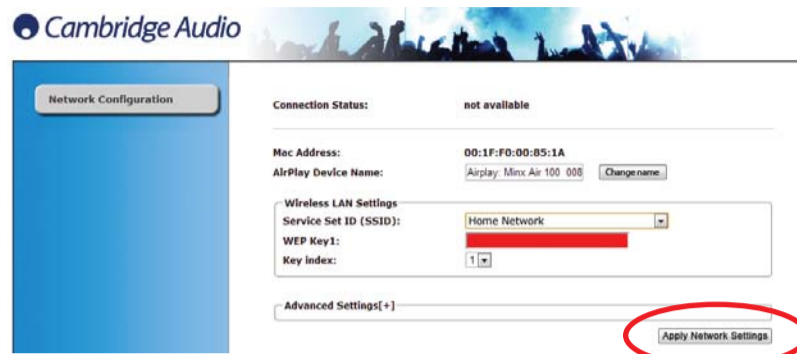 Cambridge Audio
Network Configuration
Connection Status: not available
Mac Address: 00:1F:F0:00:85:1A
AirPlay Device Name: Airplay: Minx Air 100 008 Change name
Wireless LAN Settings
Service Set ID (SSID): Home Network
WEP Key1:
Key index: 1
Advanced Settings[+]
Apply Network Settings